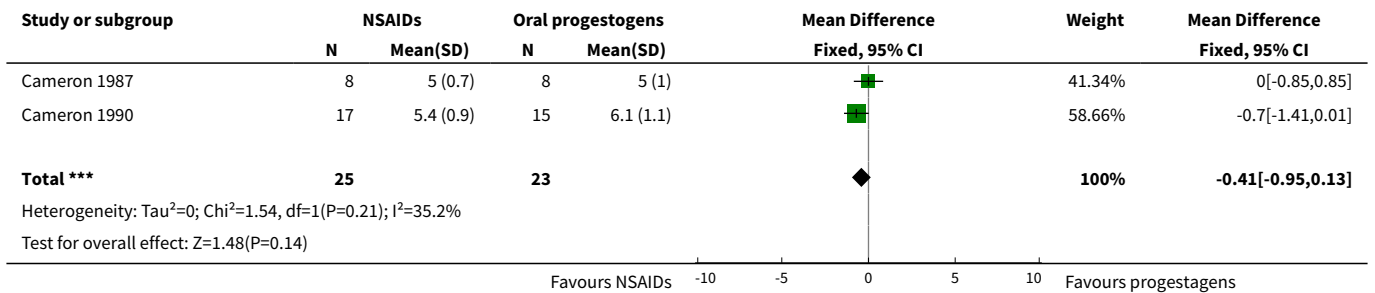 Study or subgroup NSAIDs Oral progestogens Mean Difference Weight Mean Difference
N Mean(SD) N Mean(SD) Fixed, 95% CI Fixed, 95% CI
Cameron 1987 8 5 (0.7) 8 5 (1) 41.34% 0[-0.85,0.85]
Cameron 1990 17 5.4 (0.9) 15 6.1 (1.1) 58.66% -0.7[-1.41,0.01]
Total *** 25 23 100% -0.41[-0.95,0.13]
Heterogeneity: Tau²=0; Chi²=1.54, df=1(P=0.21); I²=35.2%
Test for overall effect: Z=1.48(P=0.14)
Favours NSAIDs -10 -5 0 5 10 Favours progestagens